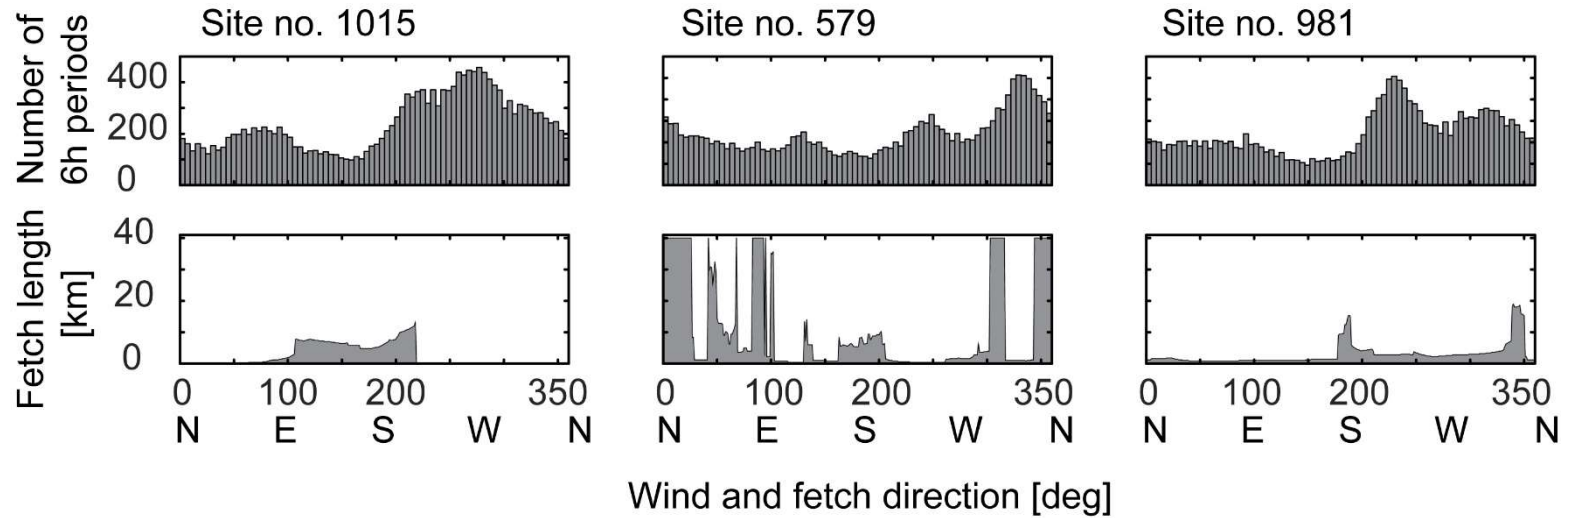 Site no. 1015 Site no. 579 Site no. 981
Number of
6h periods
400
200
0
Fetch length
[km]
40
20
0
0 100 200 350 0 100 200 350 0 100 200 350
N E S W N N E S W N N E S W N
Wind and fetch direction [deg]